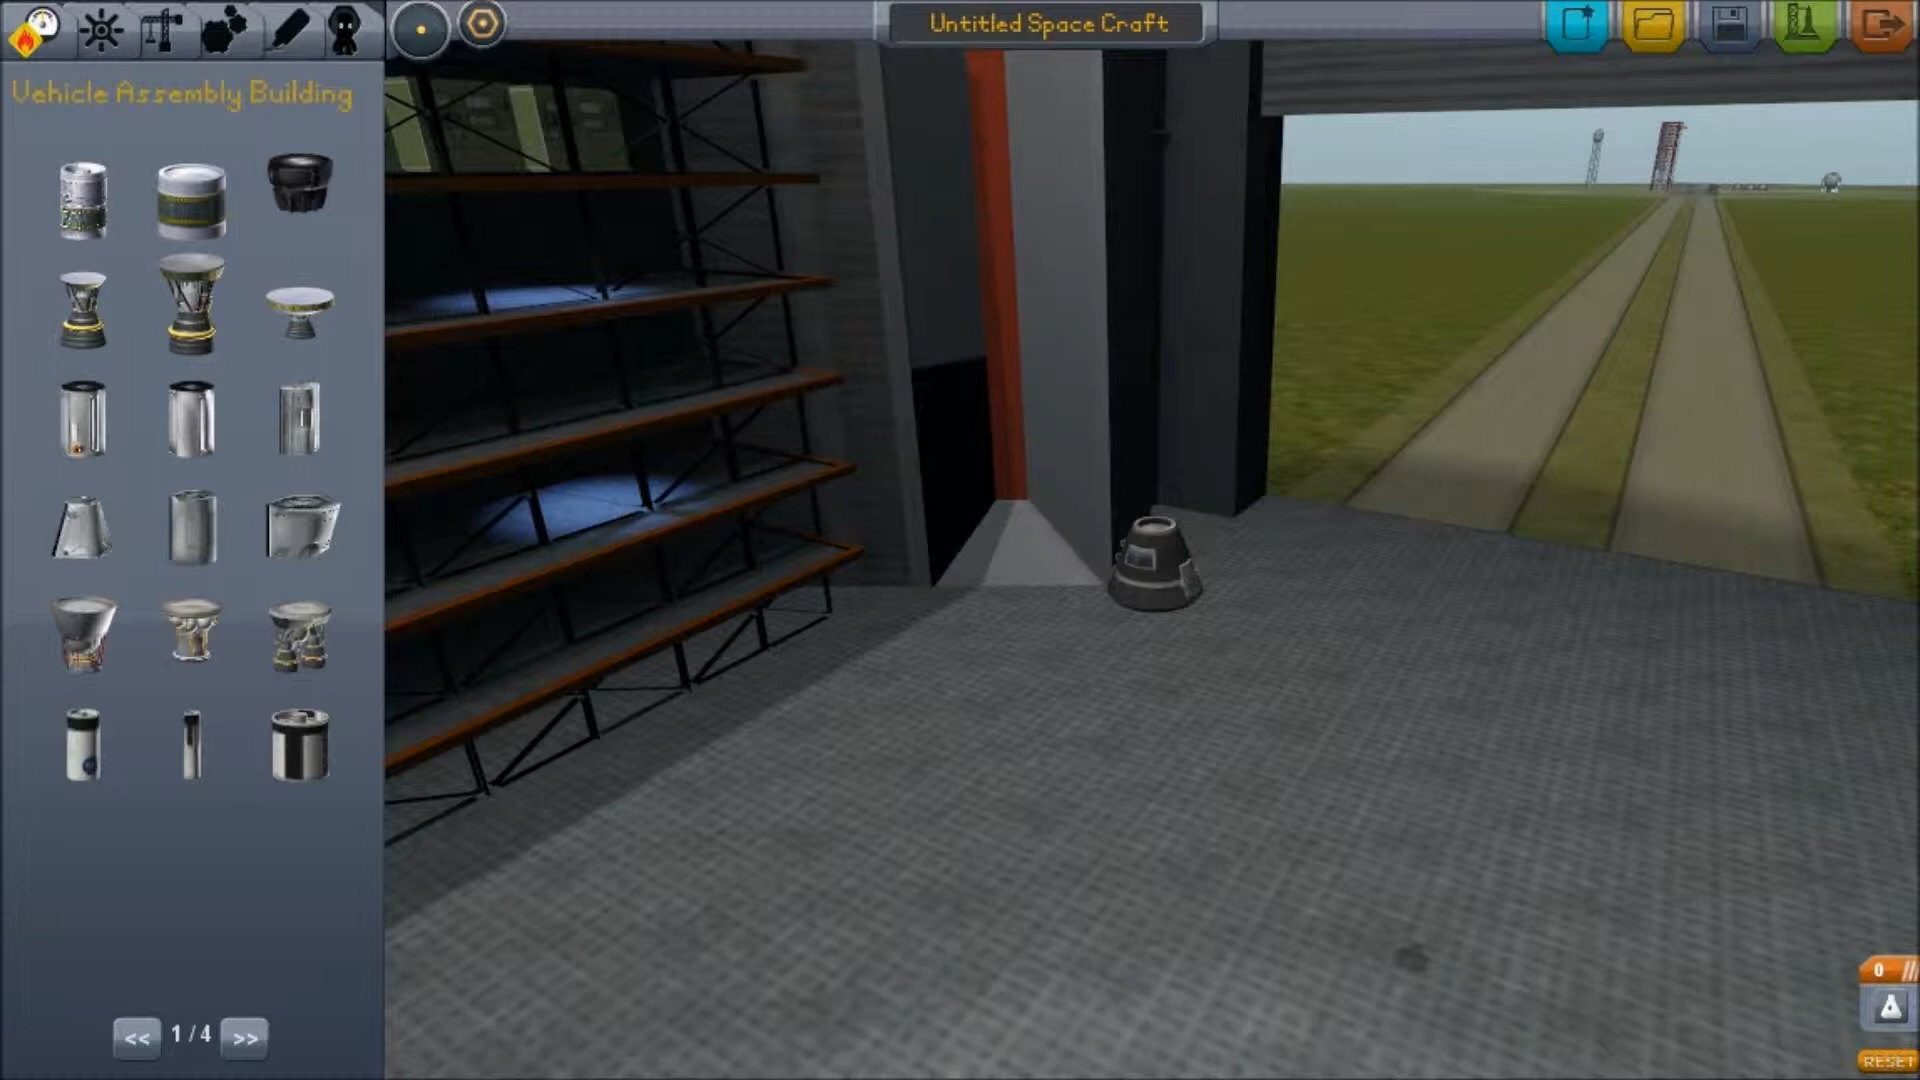 Untitled Space Craft
Vehicle Assembly Building
<< 1/4 >>
0
RESET